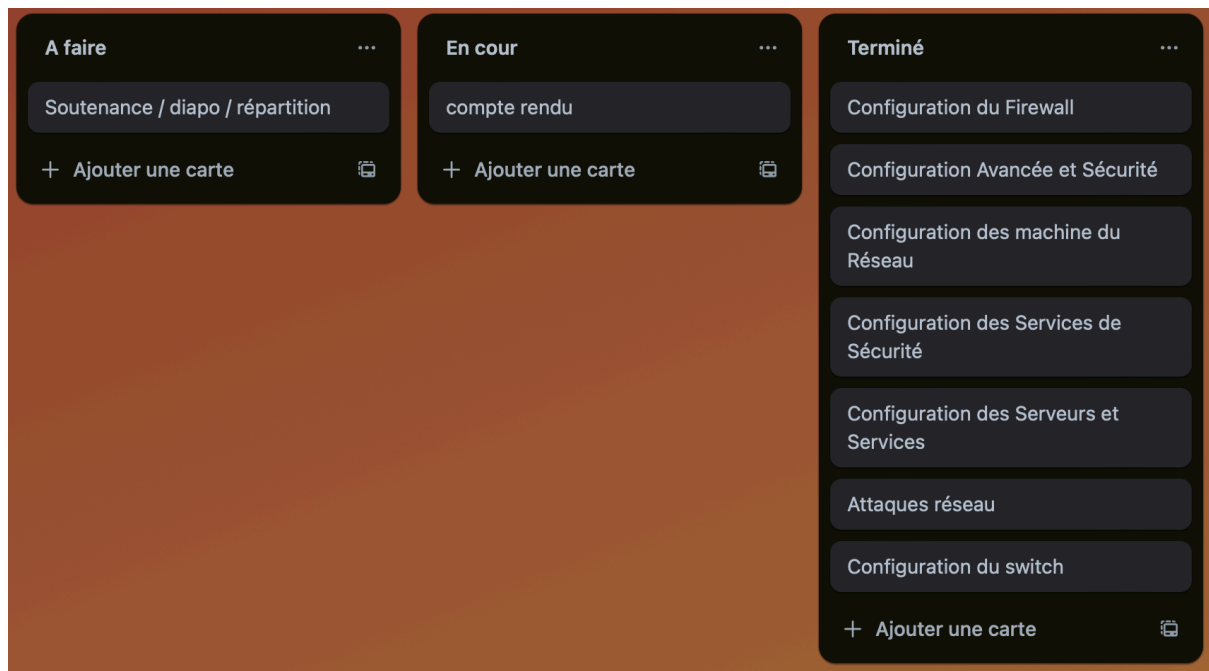 A faire
Soutenance / diapo / répartition
Ajouter une carte
En cour
compte rendu
Ajouter une carte
Terminé
Configuration du Firewall
Configuration Avancée et Sécurité
Configuration des machine du
Réseau
Configuration des Services de
Sécurité
Configuration des Serveurs et
Services
Attaques réseau
Configuration du switch
Ajouter une carte